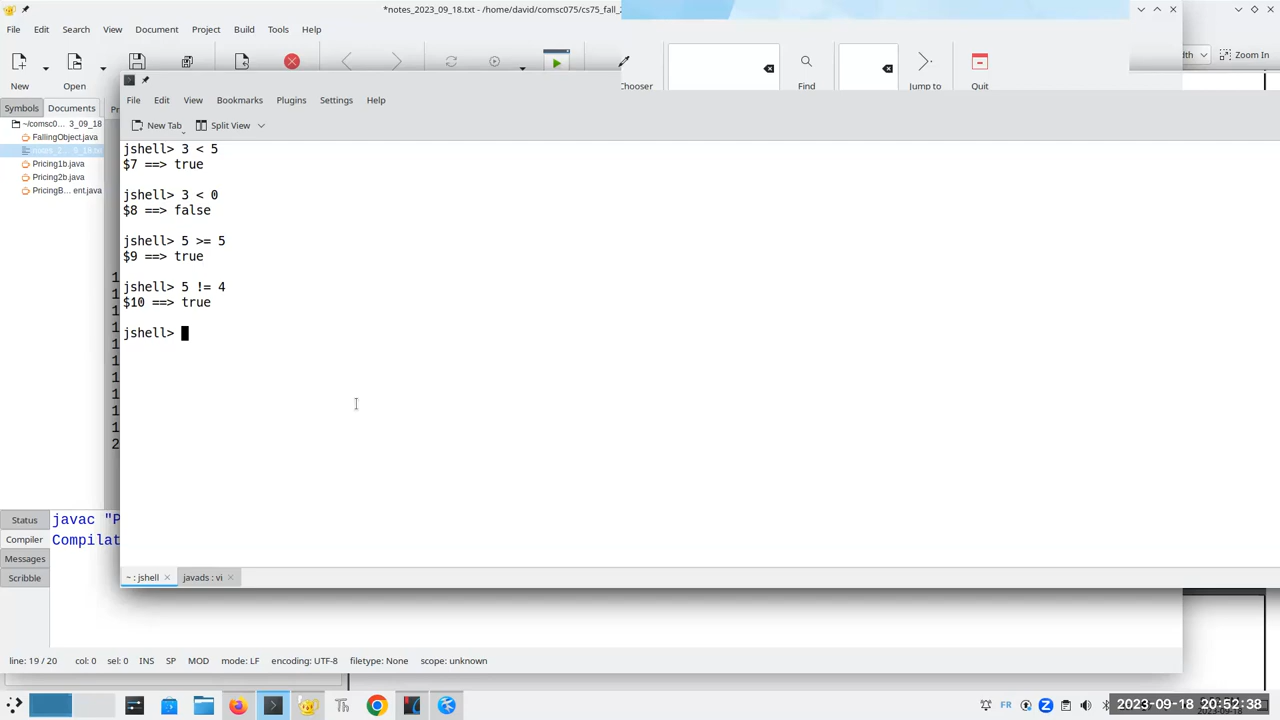 *notes_2023_09_18.txt - /home/david/comsc075/cs75_fall_
File Edit Search View Document Project Build Tools Help
New Open Chooser Find Jump to Quit
Zoom In
Symbols Documents
~/comsc0... 3_09_18
FallingObject.java
Pricing1b.java
Pricing2b.java
PricingB...ent.java
File Edit View Bookmarks Plugins Settings Help
New Tab Split View
jshell> 3 < 5
$7 ==> true
jshell> 3 < 0
$8 ==> false
jshell> 5 >= 5
$9 ==> true
jshell> 5 != 4
$10 ==> true
jshell>
~ : jshell javads : vi
Status
Compiler
Messages
Scribble
javac "P
Compilat
line: 19 / 20 col: 0 sel: 0 INS SP MOD mode: LF encoding: UTF-8 filetype: None scope: unknown
FR
2023-09-18 20:52:38